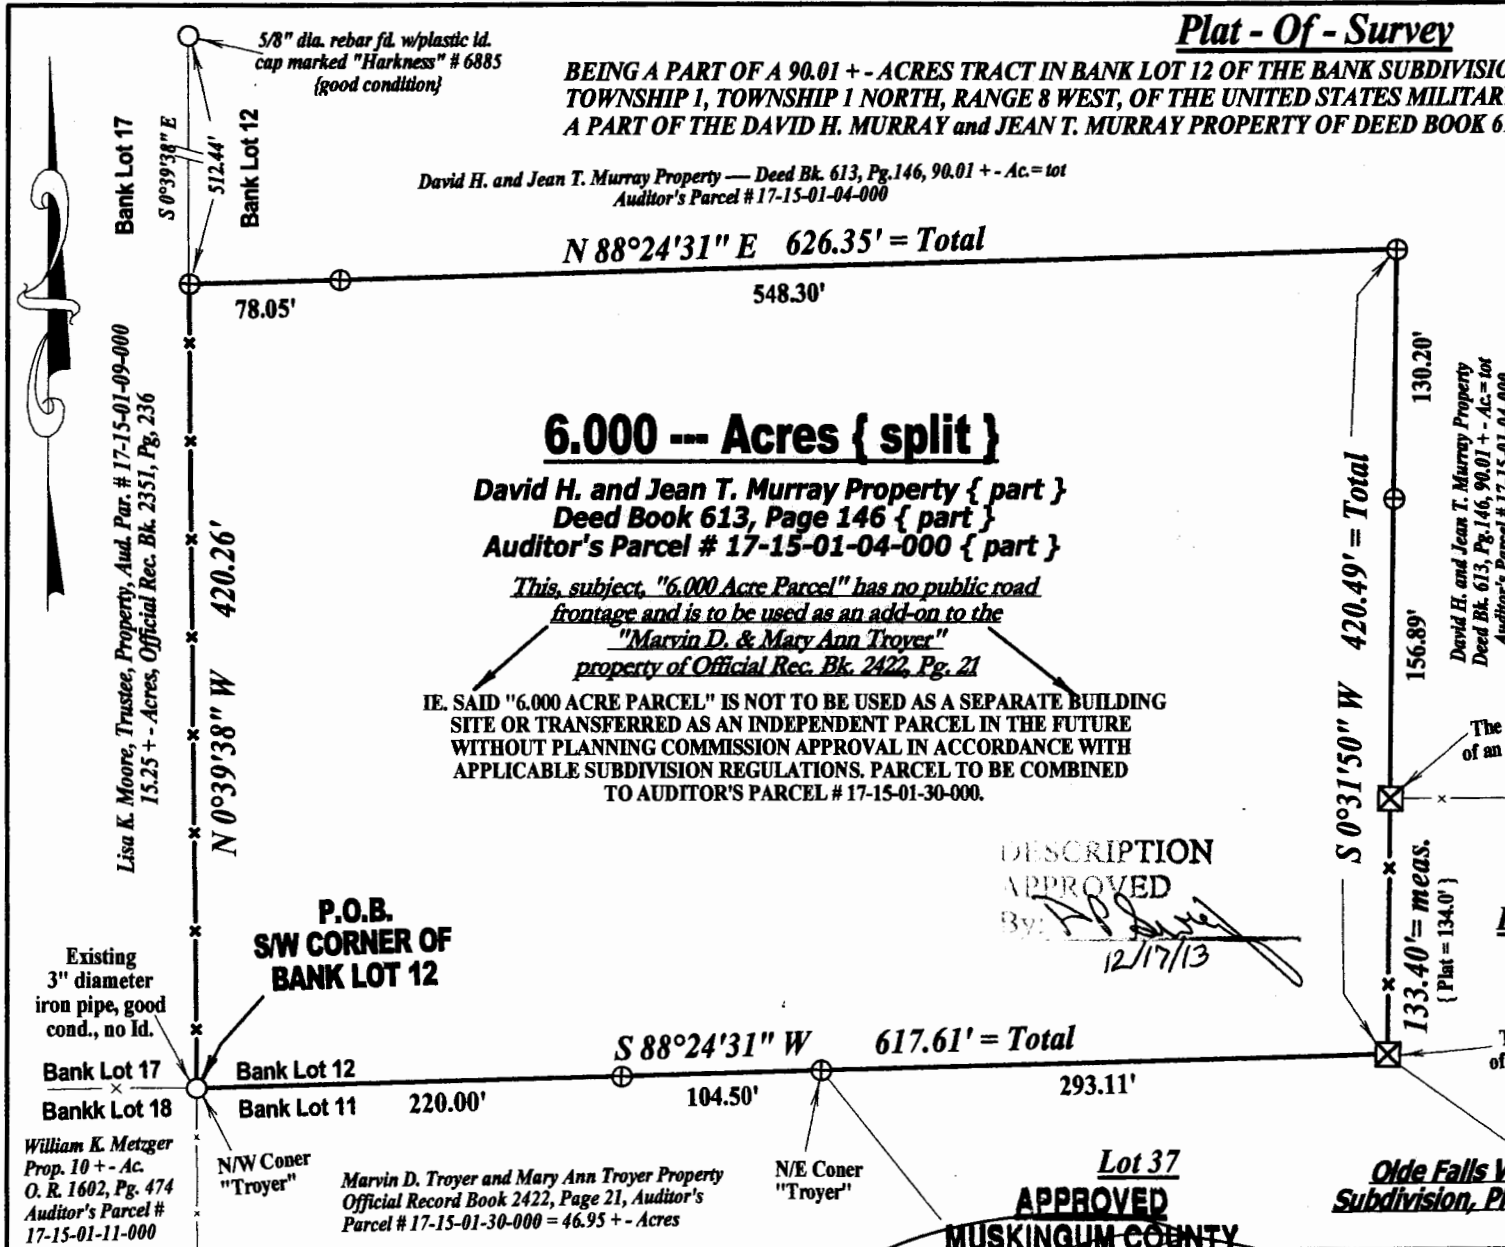 Plat - Of - Survey
5/8" dia. rebar fd. w/plastic id.
cap marked "Harkness" # 6885
{good condition}
BEING A PART OF A 90.01 + - ACRES TRACT IN BANK LOT 12 OF THE BANK
TOWNSHIP 1, TOWNSHIP 1 NORTH, RANGE 8 WEST, OF THE UNITED STATES
A PART OF THE DAVID H. MURRAY and JEAN T. MURRAY PROPERTY OF DEED BOOK
Bank Lot 17
S 0°39'38" E
512.44'
Bank Lot 12
David H. and Jean T. Murray Property — Deed Bk. 613, Pg.146, 90.01 + - Ac.= tot
Auditor's Parcel # 17-15-01-04-000
N 88°24'31" E 626.35' = Total
78.05'
548.30'
Lisa K. Moore, Trustee, Property, Aud. Par. # 17-15-01-09-000
15.25 + - Acres, Official Rec. Bk. 2351, Pg, 236
N 0°39'38" W 420.26'
6.000 --- Acres { split }
David H. and Jean T. Murray Property { part }
Deed Book 613, Page 146 { part }
Auditor's Parcel # 17-15-01-04-000 { part }
This, subject, "6.000 Acre Parcel" has no public road
frontage and is to be used as an add-on to the
"Marvin D. & Mary Ann Troyer"
property of Official Rec. Bk. 2422, Pg. 21
IE. SAID "6.000 ACRE PARCEL" IS NOT TO BE USED AS A SEPARATE BUILDING
SITE OR TRANSFERRED AS AN INDEPENDENT PARCEL IN THE FUTURE
WITHOUT PLANNING COMMISSION APPROVAL IN ACCORDANCE WITH
APPLICABLE SUBDIVISION REGULATIONS. PARCEL TO BE COMBINED
TO AUDITOR'S PARCEL # 17-15-01-30-000.
S 0°31'50" W 420.49' = Total
130.20'
156.89'
133.40'= meas.
{ Plat = 134.0' }
David H. and Jean T. Murray Property
Deed Bk. 613, Pg.146, 90.01 + - Ac.= tot
Auditor's Parcel # 17-15-01-04-000
The
of an
DESCRIPTION
APPROVED
By:
12/17/13
P.O.B.
S/W CORNER OF
BANK LOT 12
Existing
3" diameter
iron pipe, good
cond., no Id.
Bank Lot 17
Bankk Lot 18
Bank Lot 12
Bank Lot 11
S 88°24'31" W 617.61' = Total
220.00'
104.50'
293.11'
William K. Metzger
Prop. 10 + - Ac.
O. R. 1602, Pg. 474
Auditor's Parcel #
17-15-01-11-000
N/W Coner
"Troyer"
Marvin D. Troyer and Mary Ann Troyer Property
Official Record Book 2422, Page 21, Auditor's
Parcel # 17-15-01-30-000 = 46.95 + - Acres
N/E Coner
"Troyer"
Lot 37
APPROVED
MUSKINGUM COUNTY
Olde Falls
Subdivision,